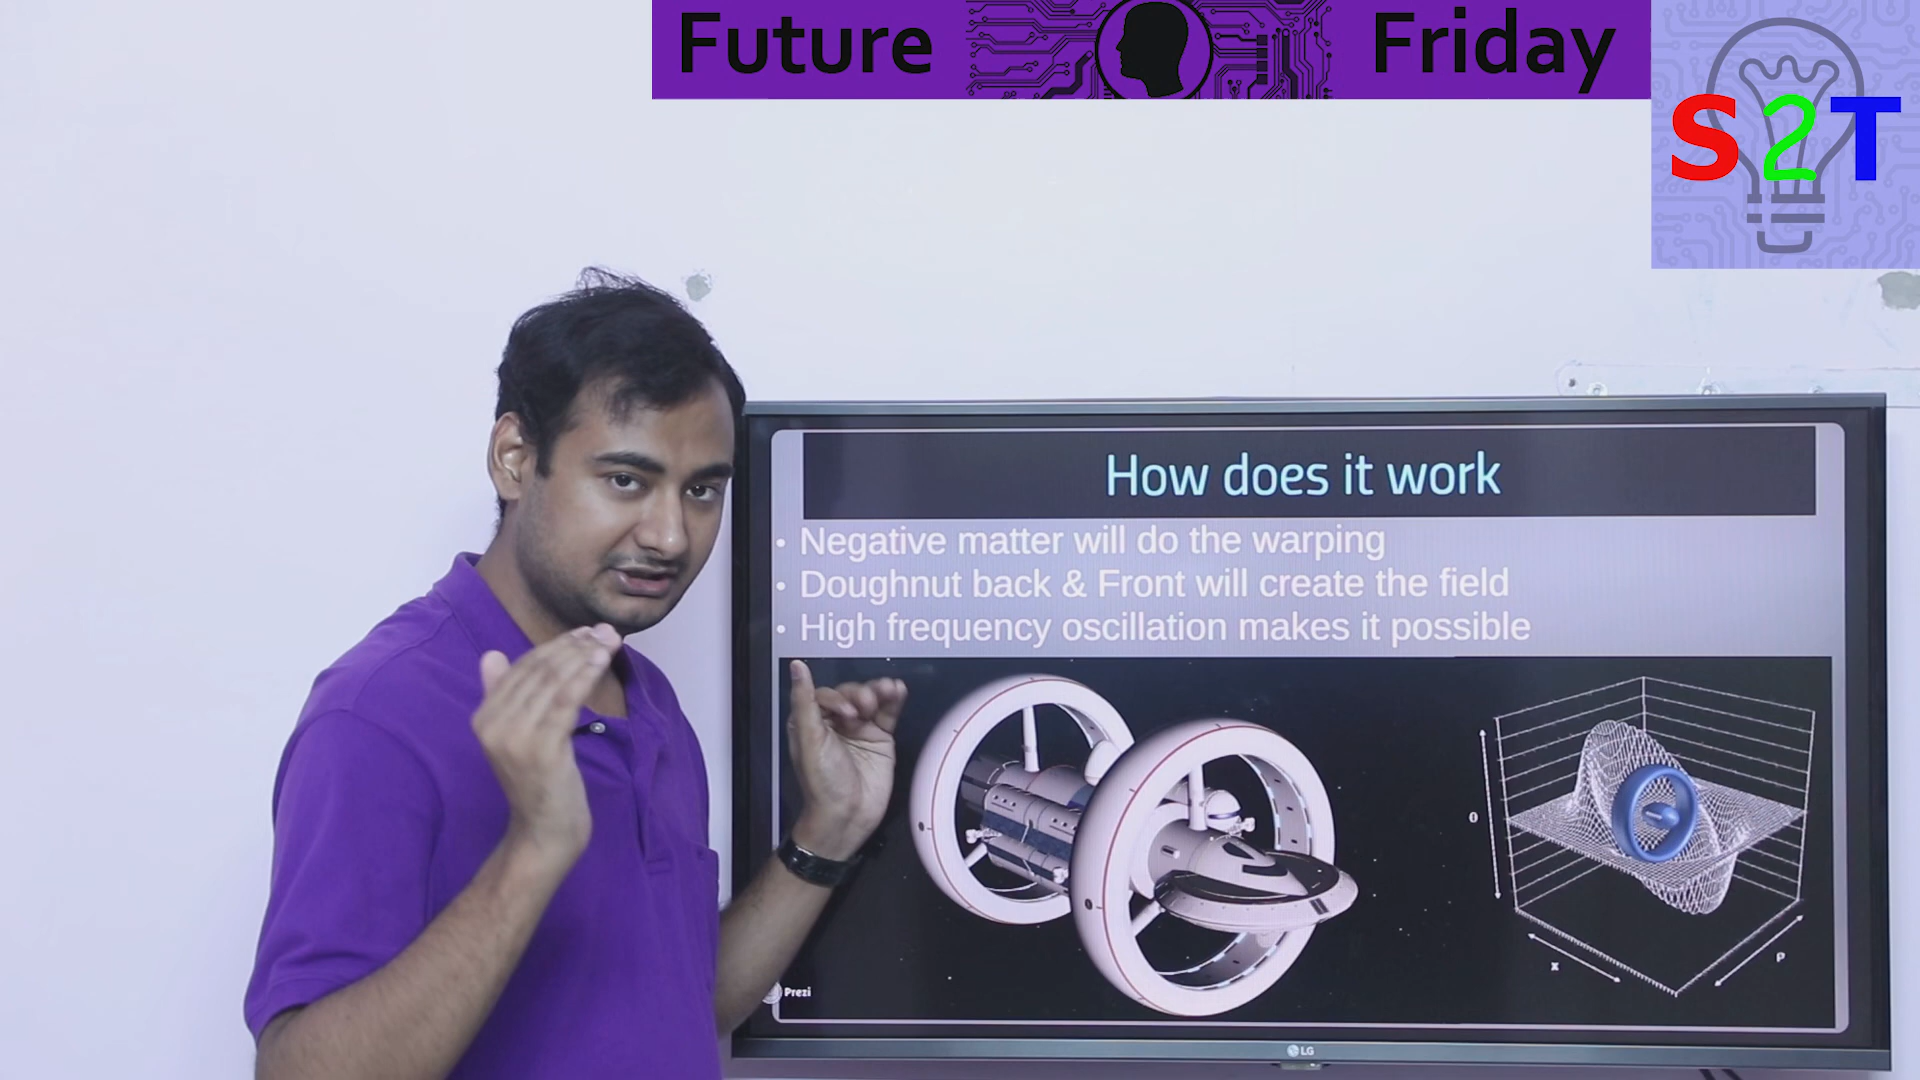 Future Friday
S2T
How does it work
• Negative matter will do the warping
• Doughnut back & Front will create the field
• High frequency oscillation makes it possible
θ
x
ρ
Prezi
LG